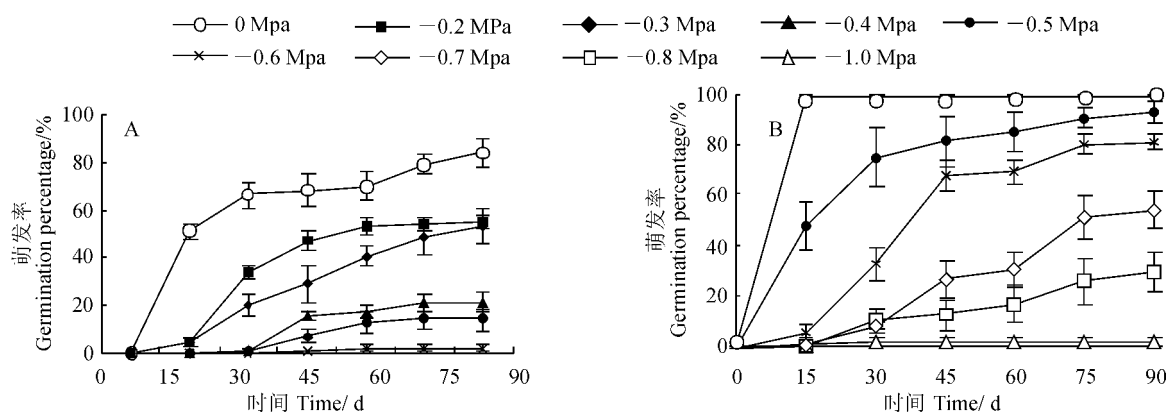 0 Mpa －0.2 MPa －0.3 Mpa －0.4 Mpa －0.5 Mpa
－0.6 Mpa －0.7 Mpa －0.8 Mpa －1.0 Mpa
A
萌发率
Germination percentage/%
100
80
60
40
20
0
0 15 30 45 60 75 90
时间 Time/ d
B
萌发率
Germination percentage/%
100
80
60
40
20
0
0 15 30 45 60 75 90
时间 Time/ d